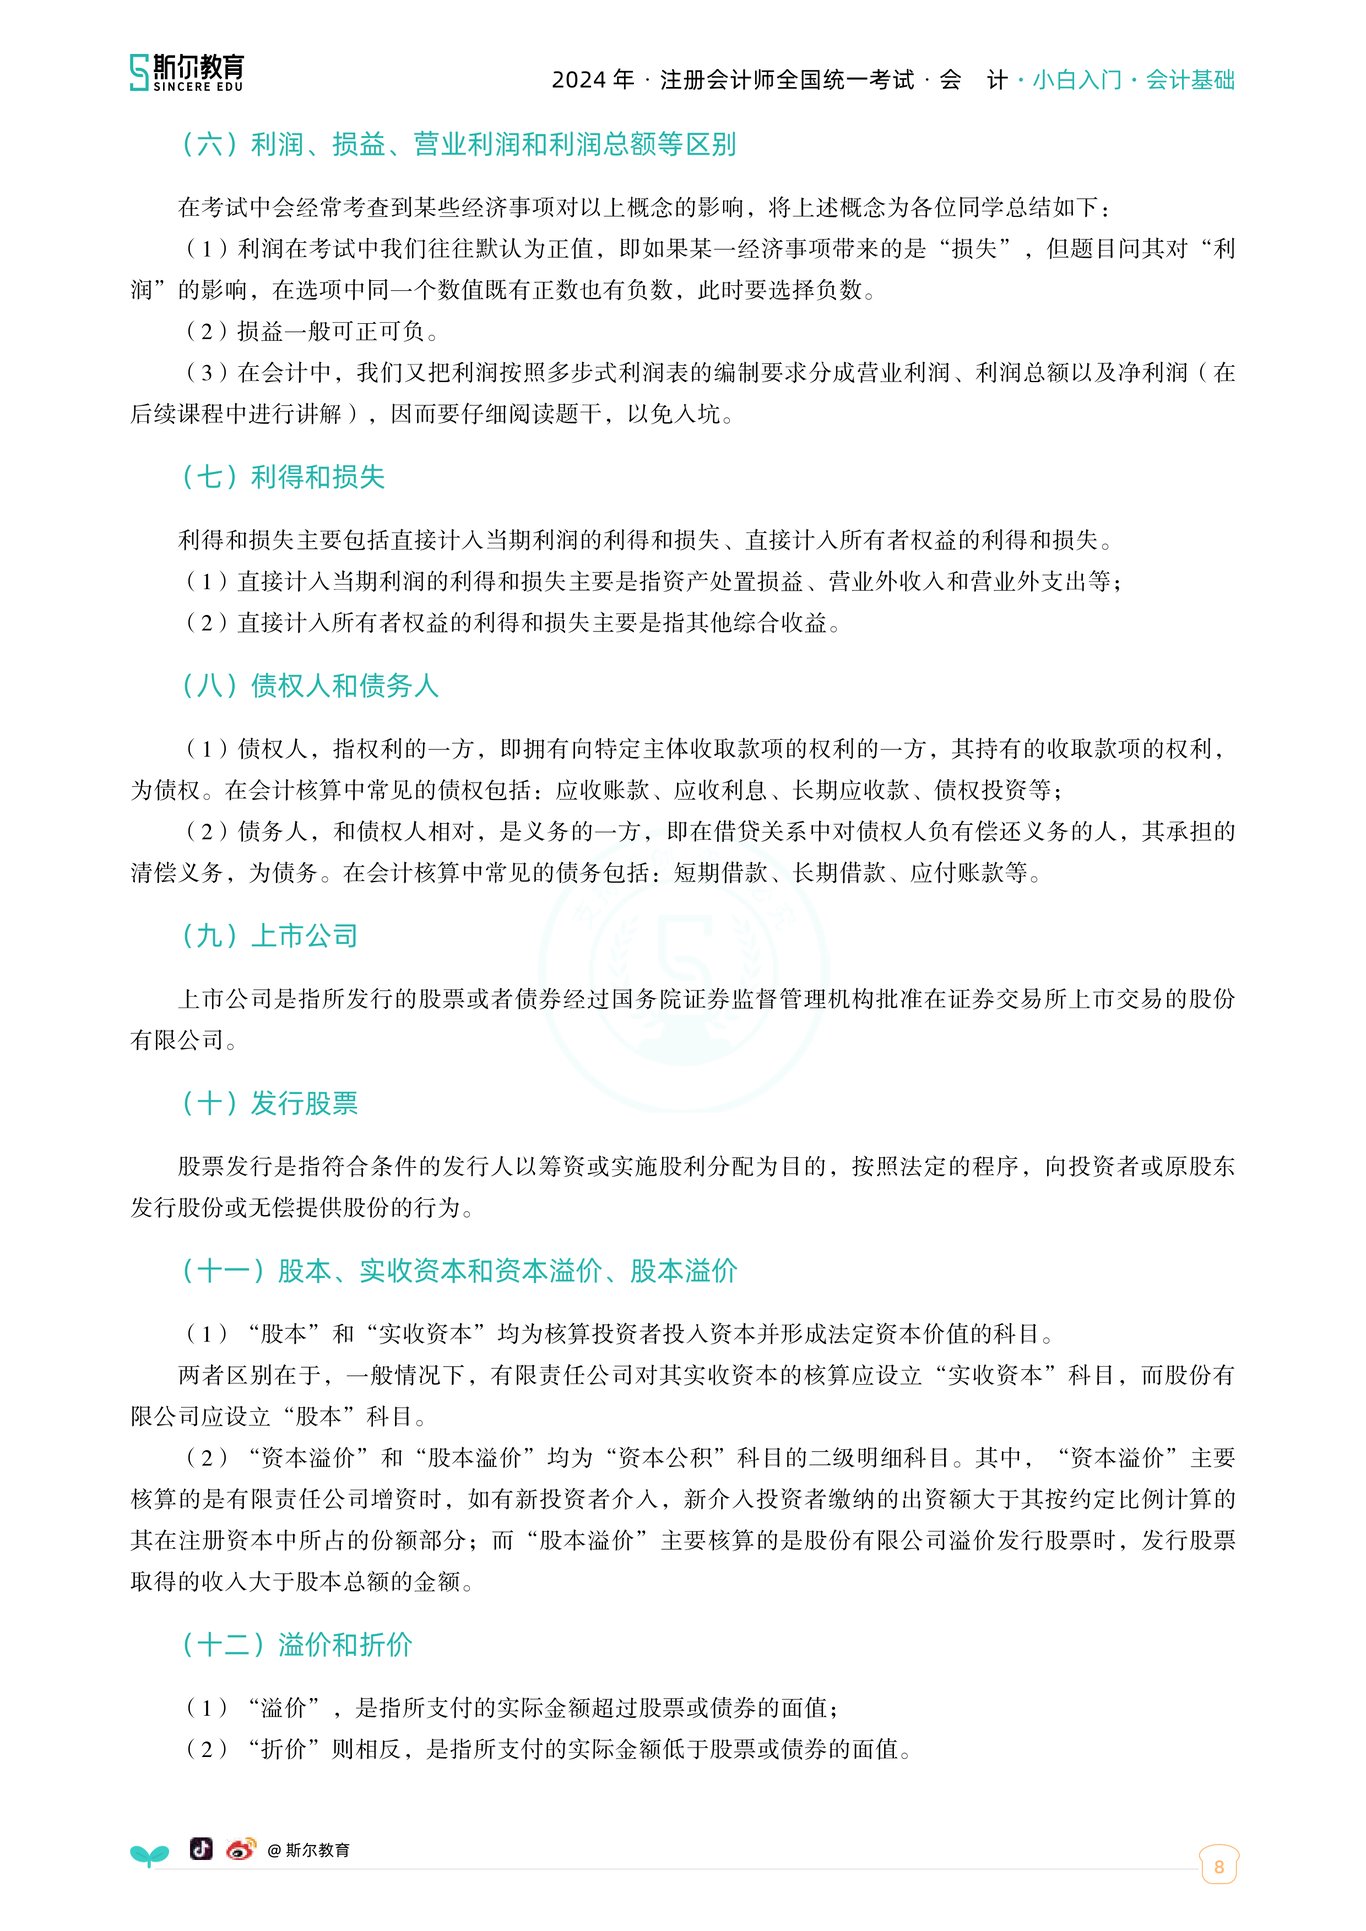 斯尔教育
SINCERE EDU
2024 年 · 注册会计师全国统一考试 · 会　计 · 小白入门 · 会计基础
（六）利润、损益、营业利润和利润总额等区别
在考试中会经常考查到某些经济事项对以上概念的影响，将上述概念为各位同学总结如下：
（1）利润在考试中我们往往默认为正值，即如果某一经济事项带来的是“损失”，但题目问其对“利
润”的影响，在选项中同一个数值既有正数也有负数，此时要选择负数。
（2）损益一般可正可负。
（3）在会计中，我们又把利润按照多步式利润表的编制要求分成营业利润、利润总额以及净利润（在
后续课程中进行讲解），因而要仔细阅读题干，以免入坑。
（七）利得和损失
利得和损失主要包括直接计入当期利润的利得和损失、直接计入所有者权益的利得和损失。
（1）直接计入当期利润的利得和损失主要是指资产处置损益、营业外收入和营业外支出等；
（2）直接计入所有者权益的利得和损失主要是指其他综合收益。
（八）债权人和债务人
（1）债权人，指权利的一方，即拥有向特定主体收取款项的权利的一方，其持有的收取款项的权利，
为债权。在会计核算中常见的债权包括：应收账款、应收利息、长期应收款、债权投资等；
（2）债务人，和债权人相对，是义务的一方，即在借贷关系中对债权人负有偿还义务的人，其承担的
清偿义务，为债务。在会计核算中常见的债务包括：短期借款、长期借款、应付账款等。
（九）上市公司
上市公司是指所发行的股票或者债券经过国务院证券监督管理机构批准在证券交易所上市交易的股份
有限公司。
（十）发行股票
股票发行是指符合条件的发行人以筹资或实施股利分配为目的，按照法定的程序，向投资者或原股东
发行股份或无偿提供股份的行为。
（十一）股本、实收资本和资本溢价、股本溢价
（1）“股本”和“实收资本”均为核算投资者投入资本并形成法定资本价值的科目。
两者区别在于，一般情况下，有限责任公司对其实收资本的核算应设立“实收资本”科目，而股份有
限公司应设立“股本”科目。
（2）“资本溢价”和“股本溢价”均为“资本公积”科目的二级明细科目。其中，“资本溢价”主要
核算的是有限责任公司增资时，如有新投资者介入，新介入投资者缴纳的出资额大于其按约定比例计算的
其在注册资本中所占的份额部分；而“股本溢价”主要核算的是股份有限公司溢价发行股票时，发行股票
取得的收入大于股本总额的金额。
（十二）溢价和折价
（1）“溢价”，是指所支付的实际金额超过股票或债券的面值；
（2）“折价”则相反，是指所支付的实际金额低于股票或债券的面值。
@ 斯尔教育
8